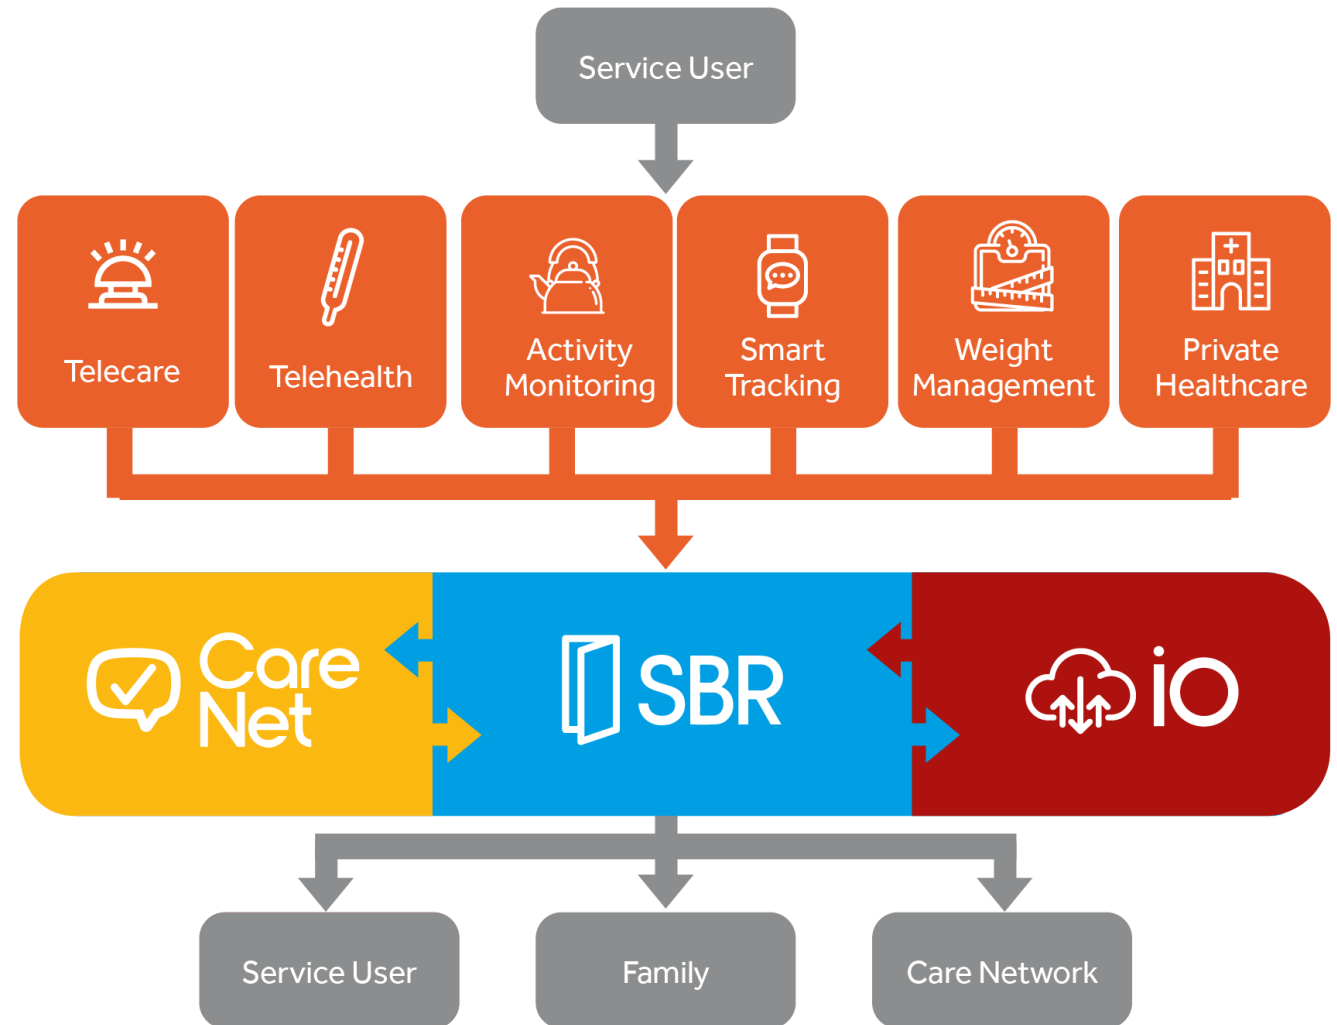 Service User
Telecare
Telehealth
Activity
Monitoring
Smart
Tracking
Weight
Management
Private
Healthcare
Care
Net
SBR
iO
Service User
Family
Care Network